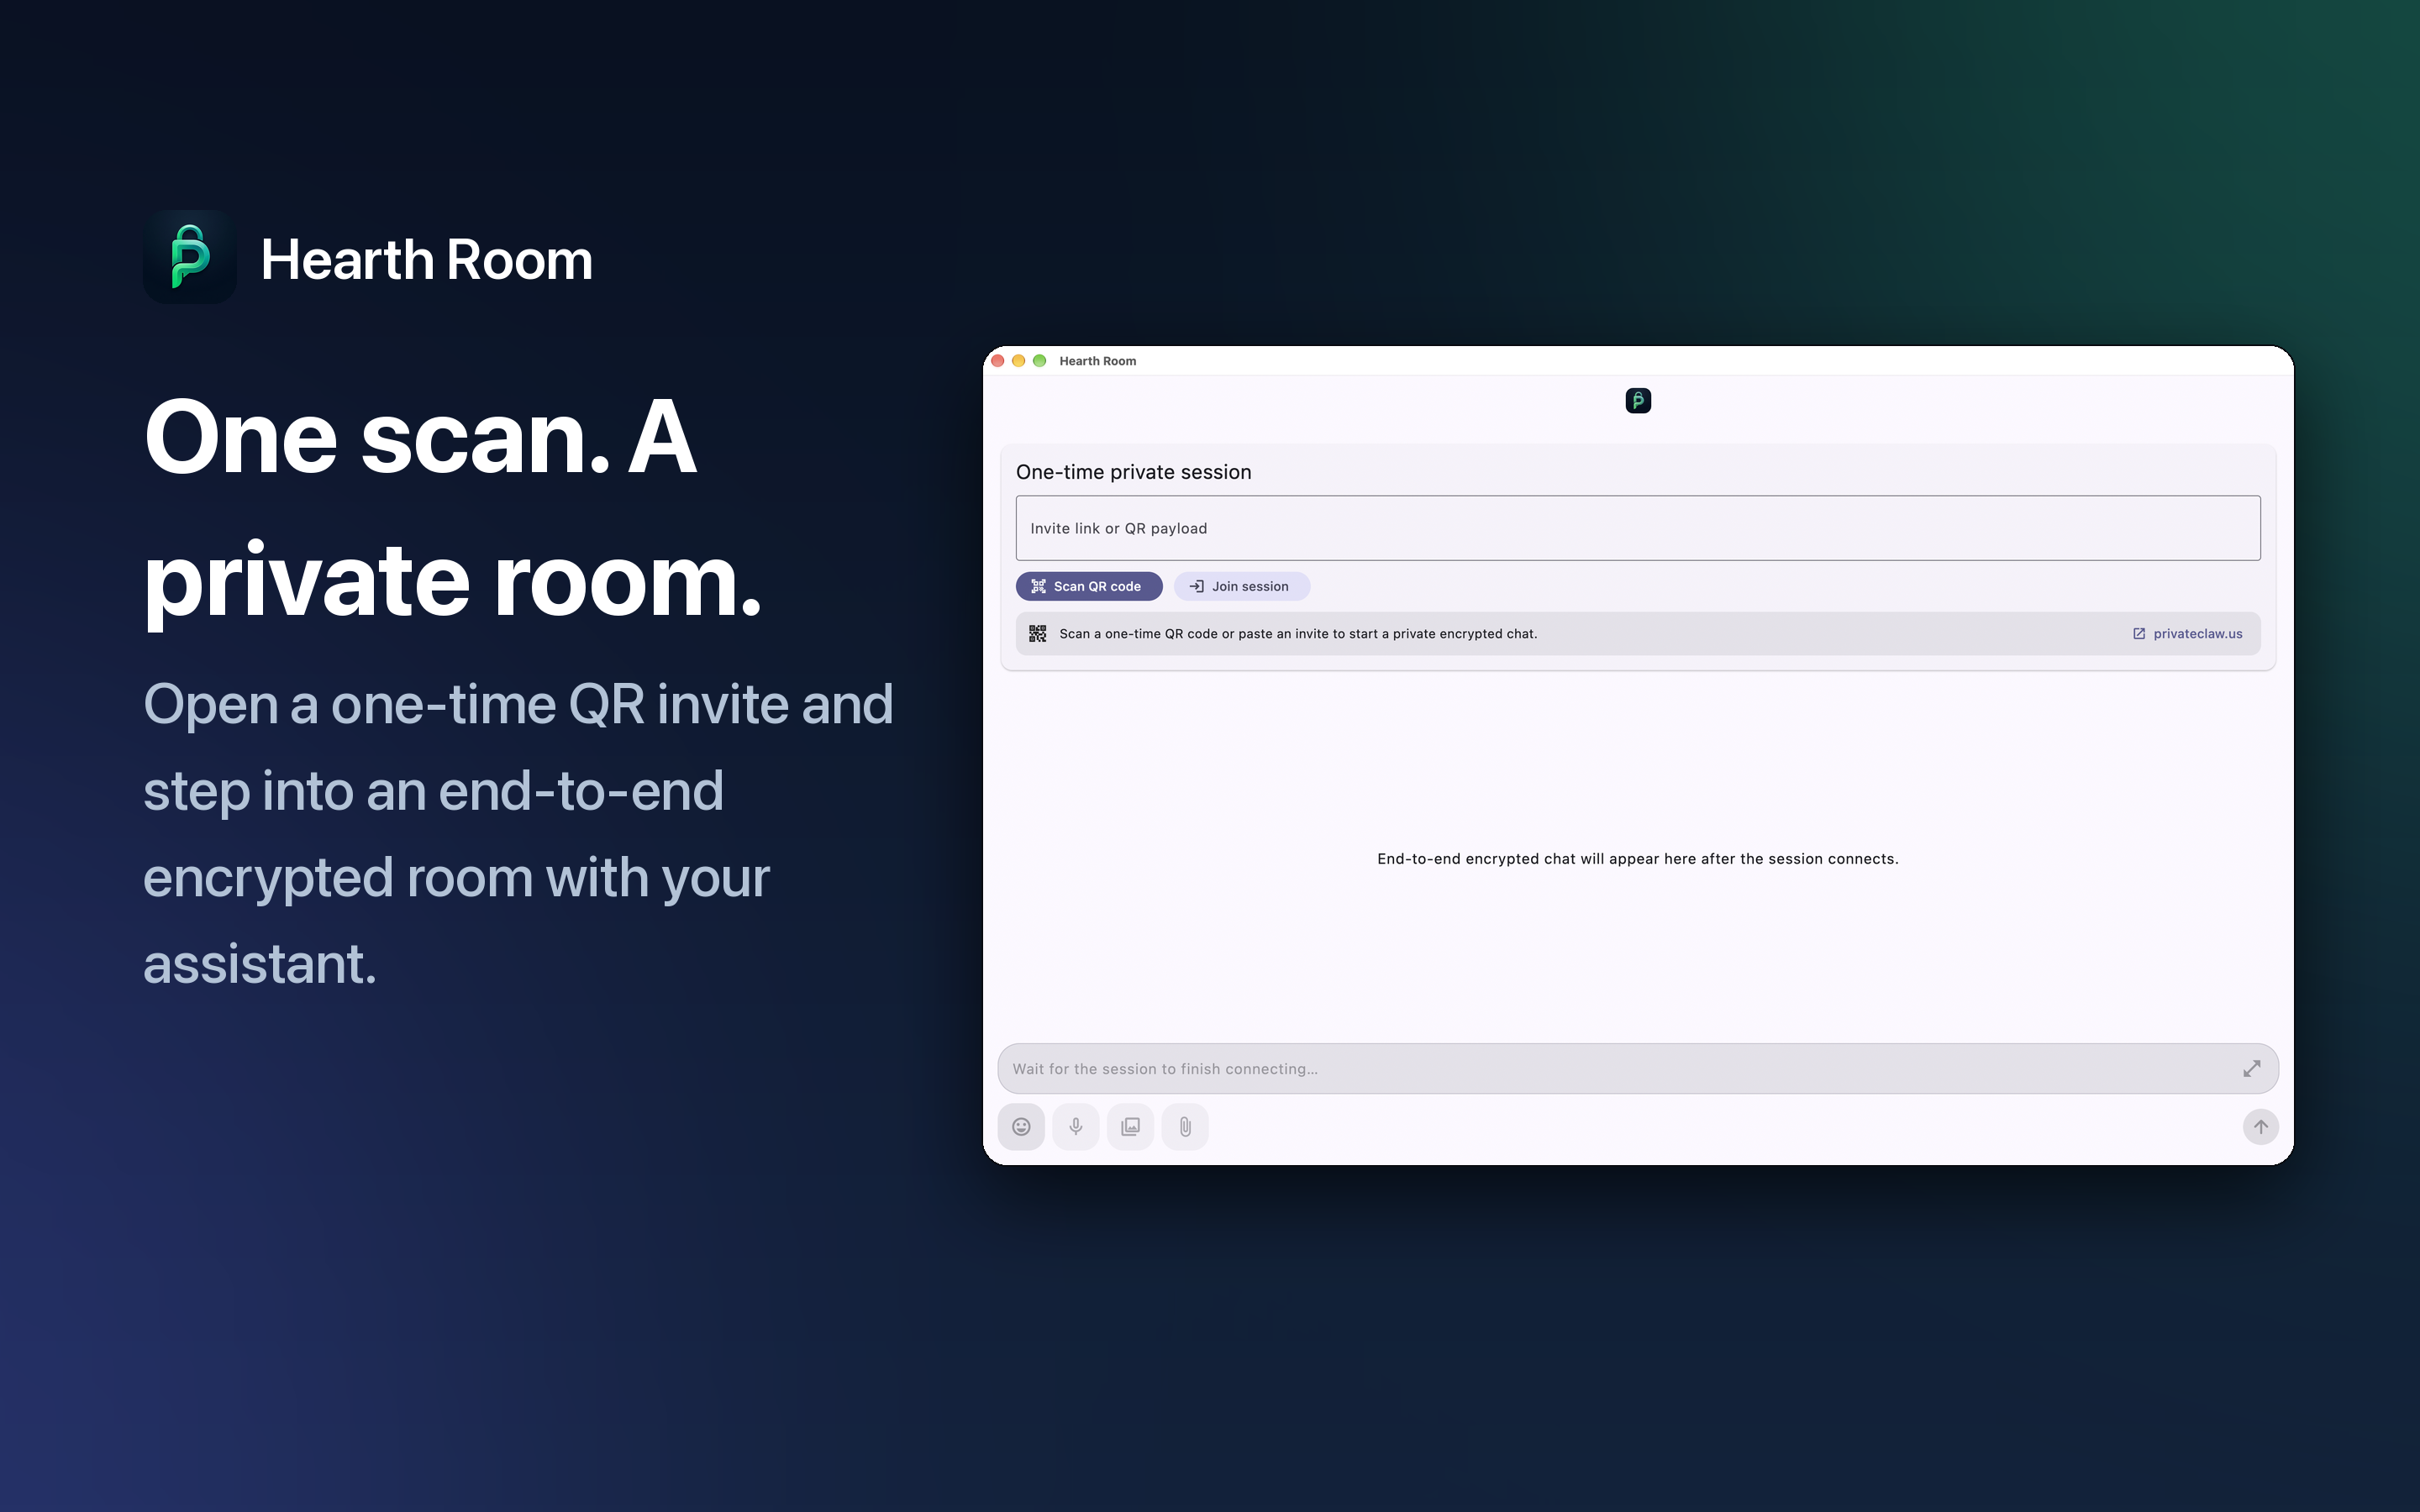 Hearth Room
One scan. A
private room.
Open a one-time QR invite and
step into an end-to-end
encrypted room with your
assistant.
Hearth Room
One-time private session
Invite link or QR payload
Scan QR code
Join session
Scan a one-time QR code or paste an invite to start a private encrypted chat.
privateclaw.us
End-to-end encrypted chat will appear here after the session connects.
Wait for the session to finish connecting...